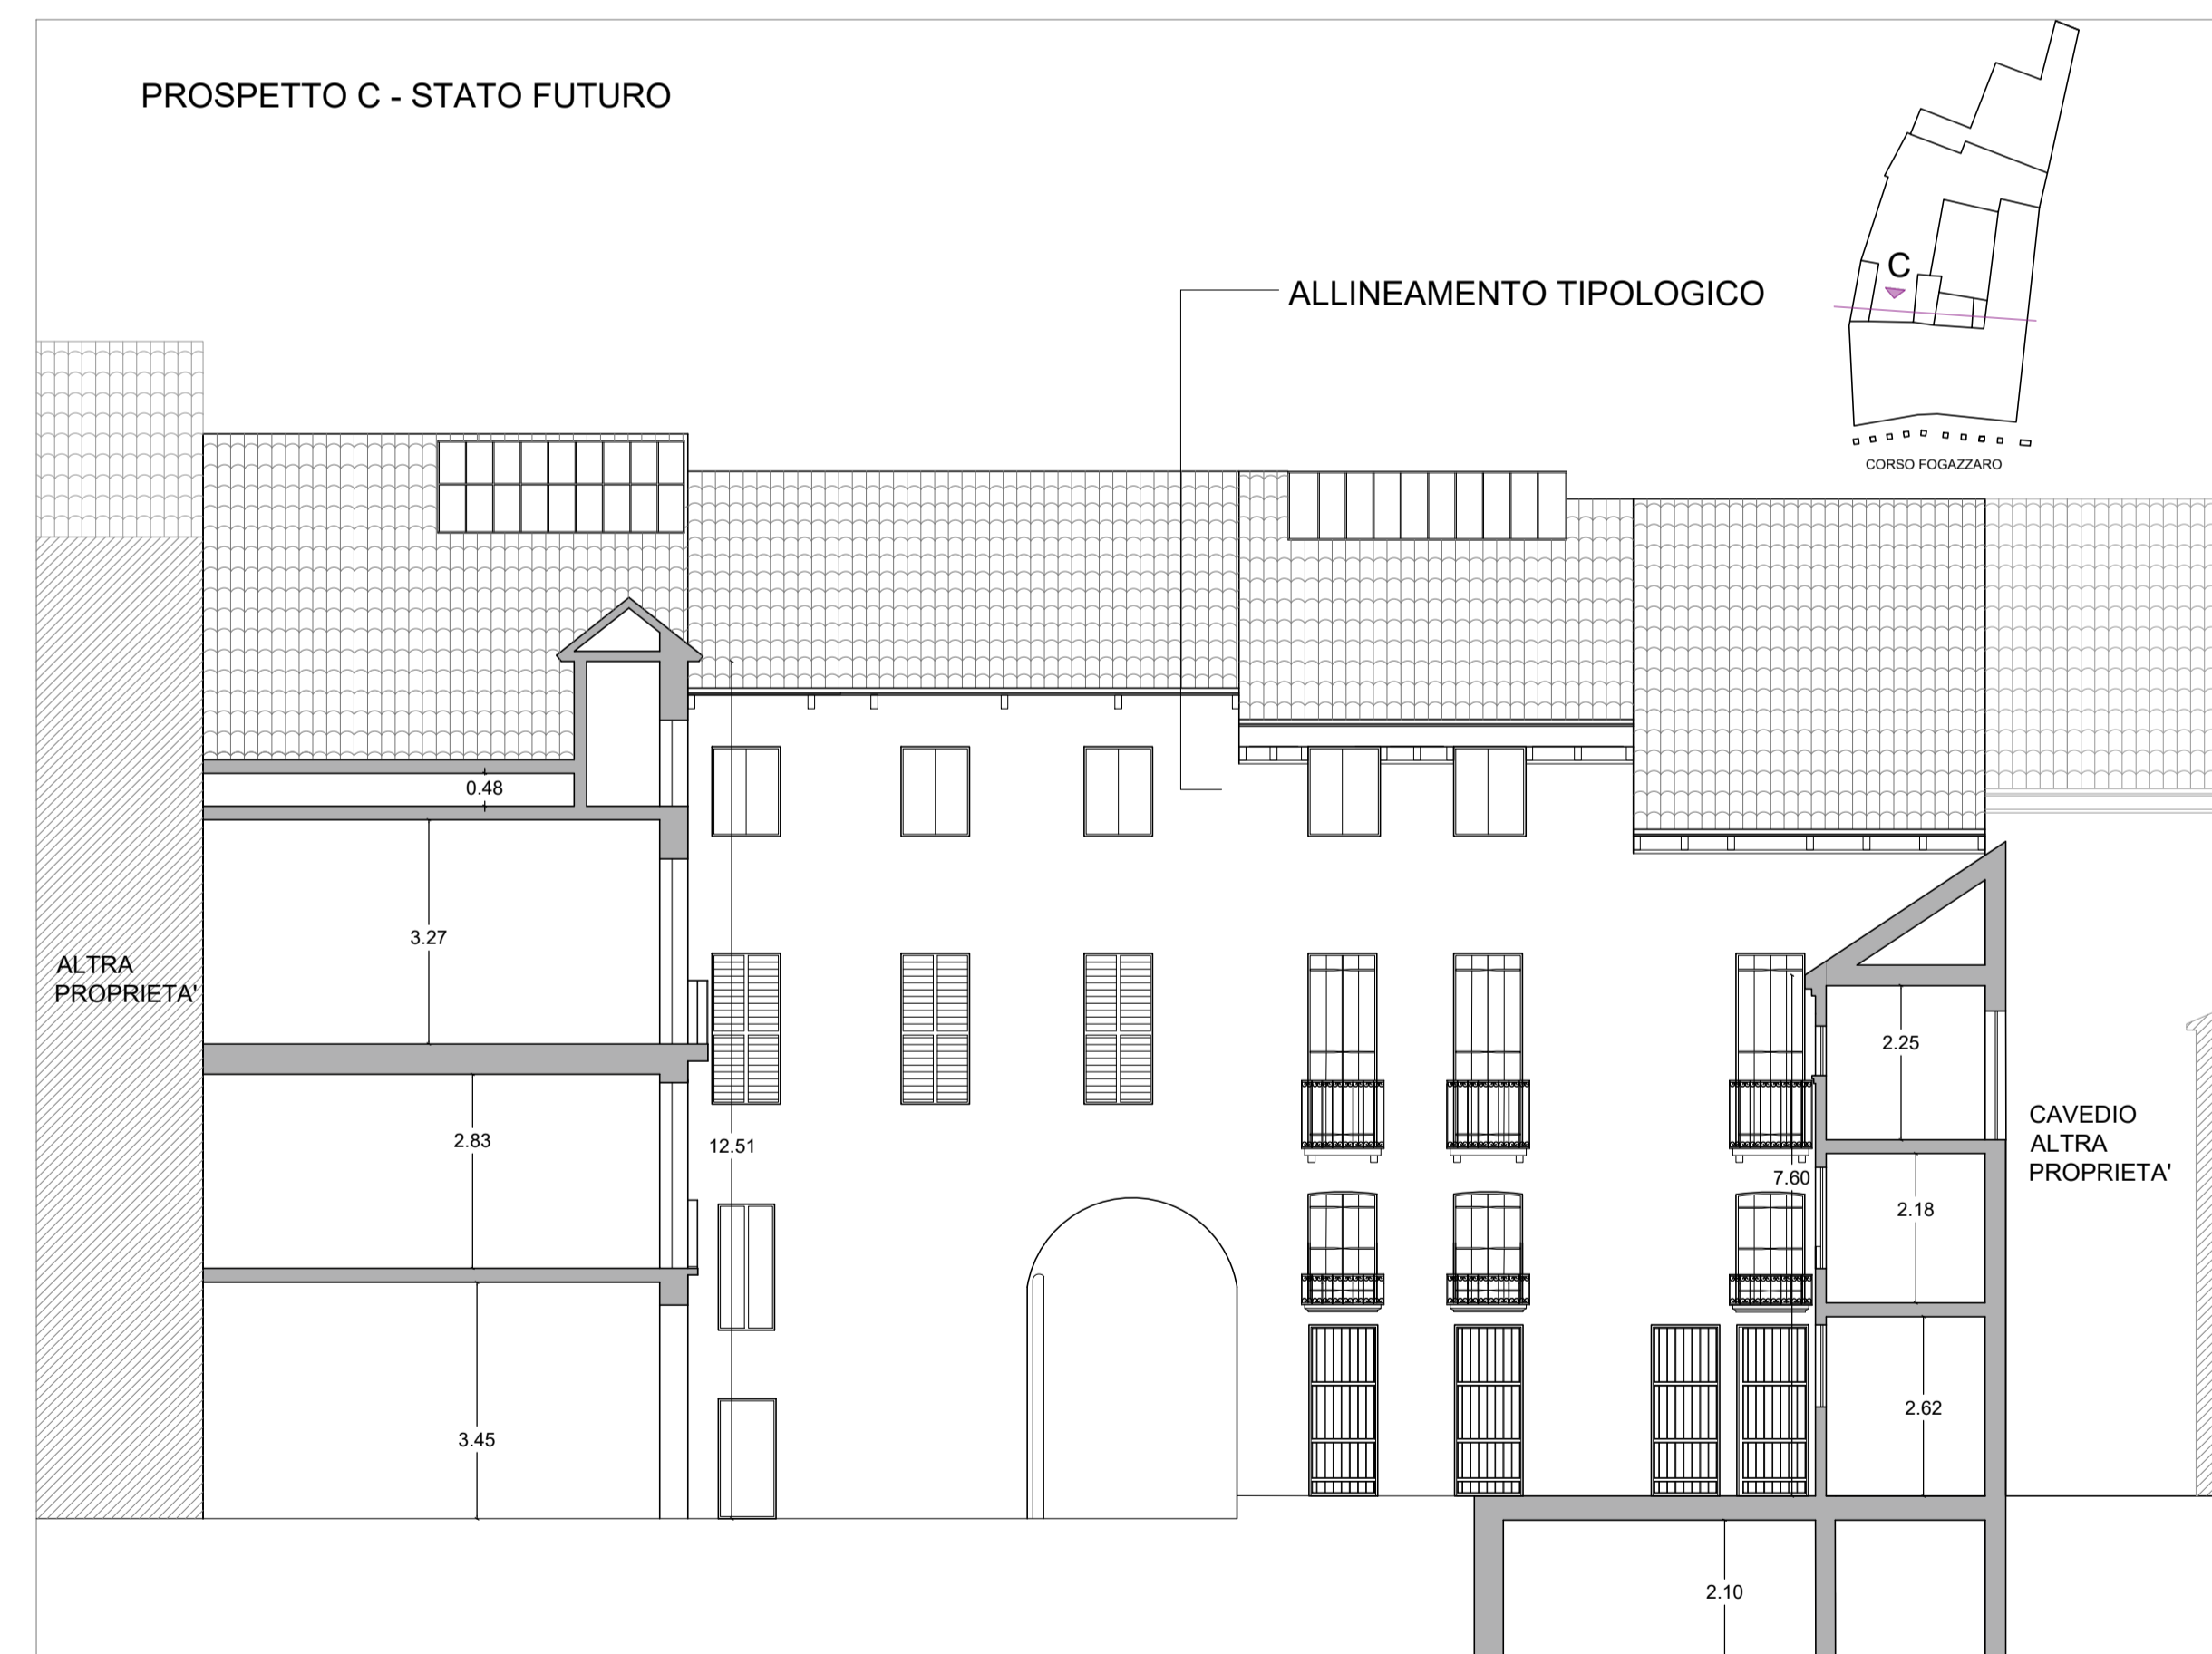 PROSPETTO C - STATO FUTURO
C
ALLINEAMENTO TIPOLOGICO
CORSO FOGAZZARO
0.48
3.27
ALTRA
PROPRIETA'
2.25
2.83
12.51
CAVEDIO
ALTRA
PROPRIETA'
7.60
2.18
2.62
3.45
2.10